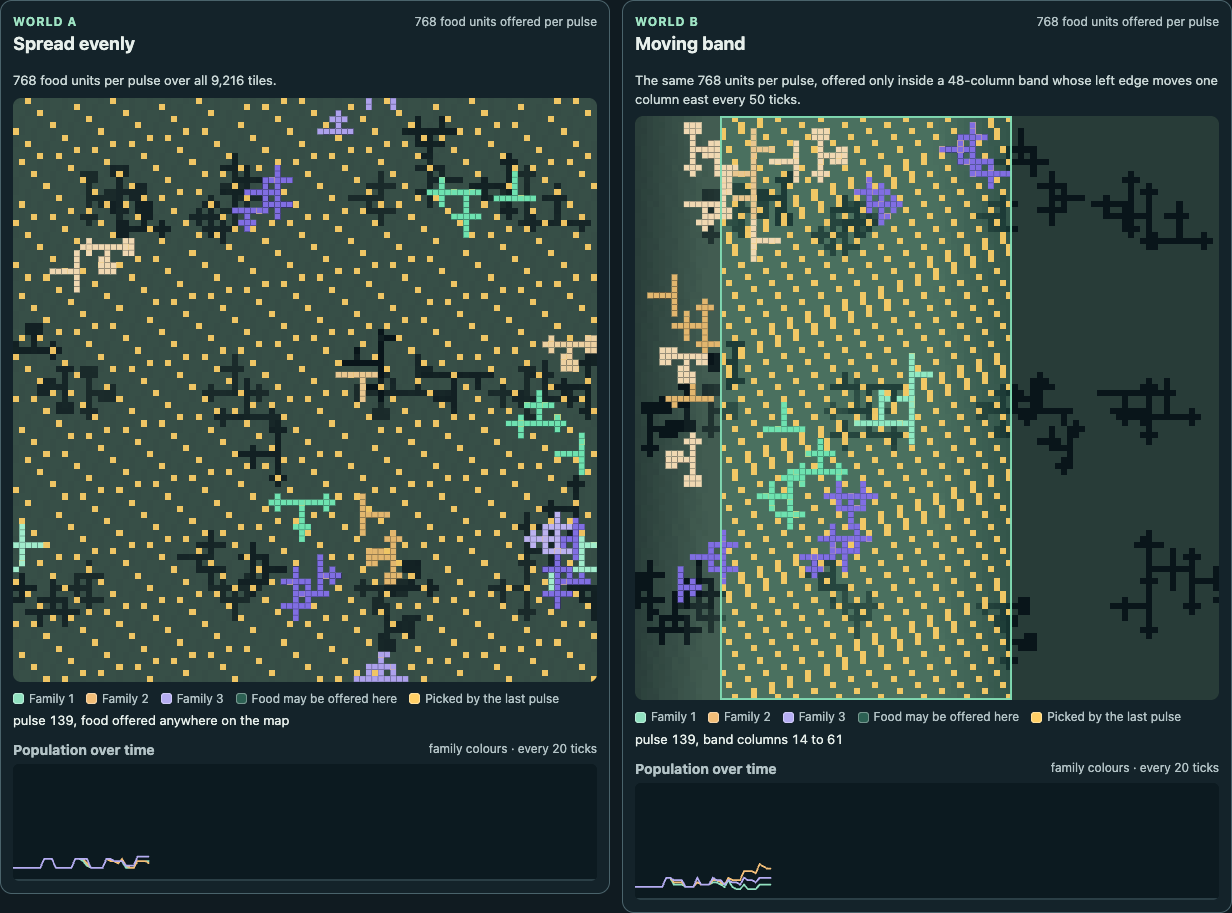 WORLD A
768 food units offered per pulse
Spread evenly
768 food units per pulse over all 9,216 tiles.
Family 1
Family 2
Family 3
Food may be offered here
Picked by the last pulse
pulse 139, food offered anywhere on the map
Population over time
family colours · every 20 ticks
WORLD B
768 food units offered per pulse
Moving band
The same 768 units per pulse, offered only inside a 48-column band whose left edge moves one
column east every 50 ticks.
Family 1
Family 2
Family 3
Food may be offered here
Picked by the last pulse
pulse 139, band columns 14 to 61
Population over time
family colours · every 20 ticks